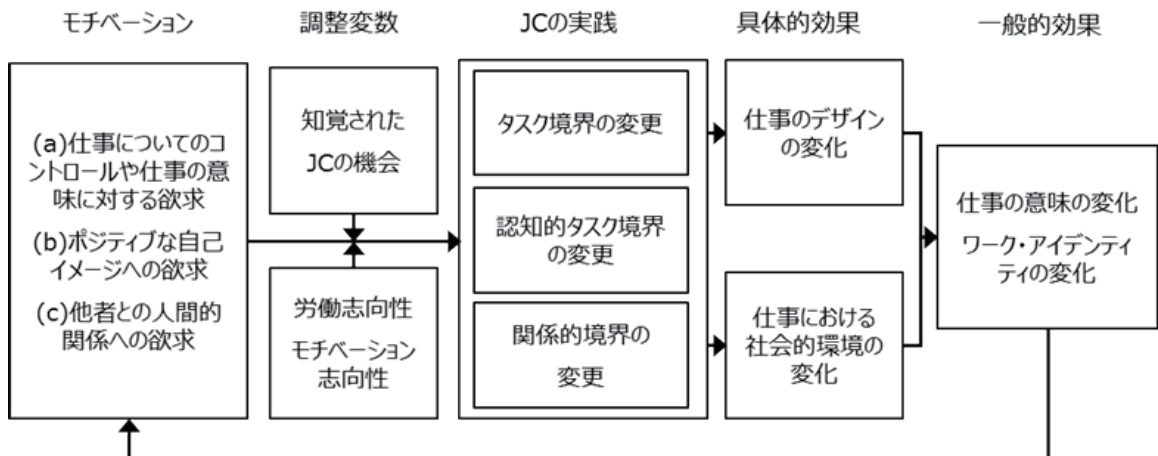 モチベーション
調整変数
JCの実践
具体的効果
一般的効果
(a)仕事についてのコ
ントロールや仕事の意
味に対する欲求
(b)ポジティブな自己
イメージへの欲求
(c)他者との人間的
関係への欲求
知覚された
JCの機会
労働志向性
モチベーション
志向性
タスク境界の変更
認知的タスク境界
の変更
関係的境界の
変更
仕事のデザイン
の変化
仕事における
社会的環境の
変化
仕事の意味の変化
ワーク・アイデンティ
ティの変化